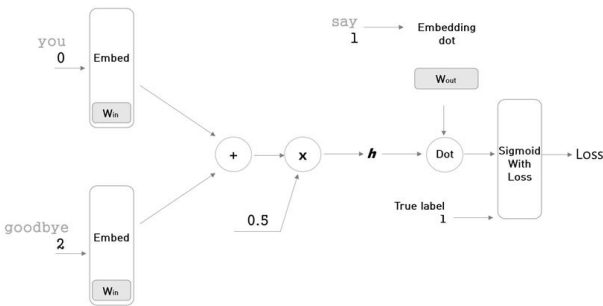 you
0
Embed
Win
say
1
Embedding
dot
Wout
+
x
h
Dot
Sigmoid
With
Loss
Loss
0.5
True label
1
goodbye
2
Embed
Win